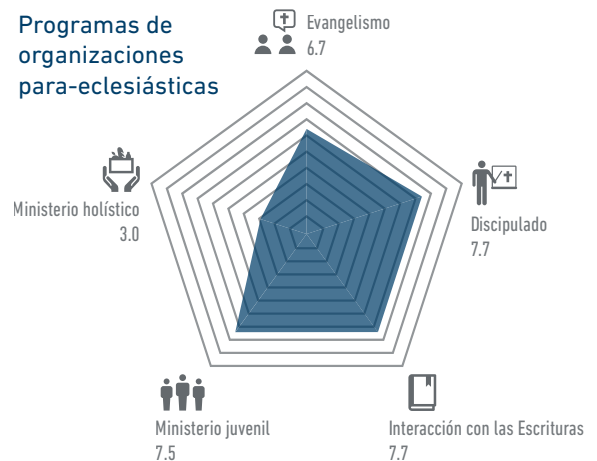 Programas de
organizaciones
para-eclesiásticas
Evangelismo
6.7
Discipulado
7.7
Interacción con las Escrituras
7.7
Ministerio juvenil
7.5
Ministerio holístico
3.0